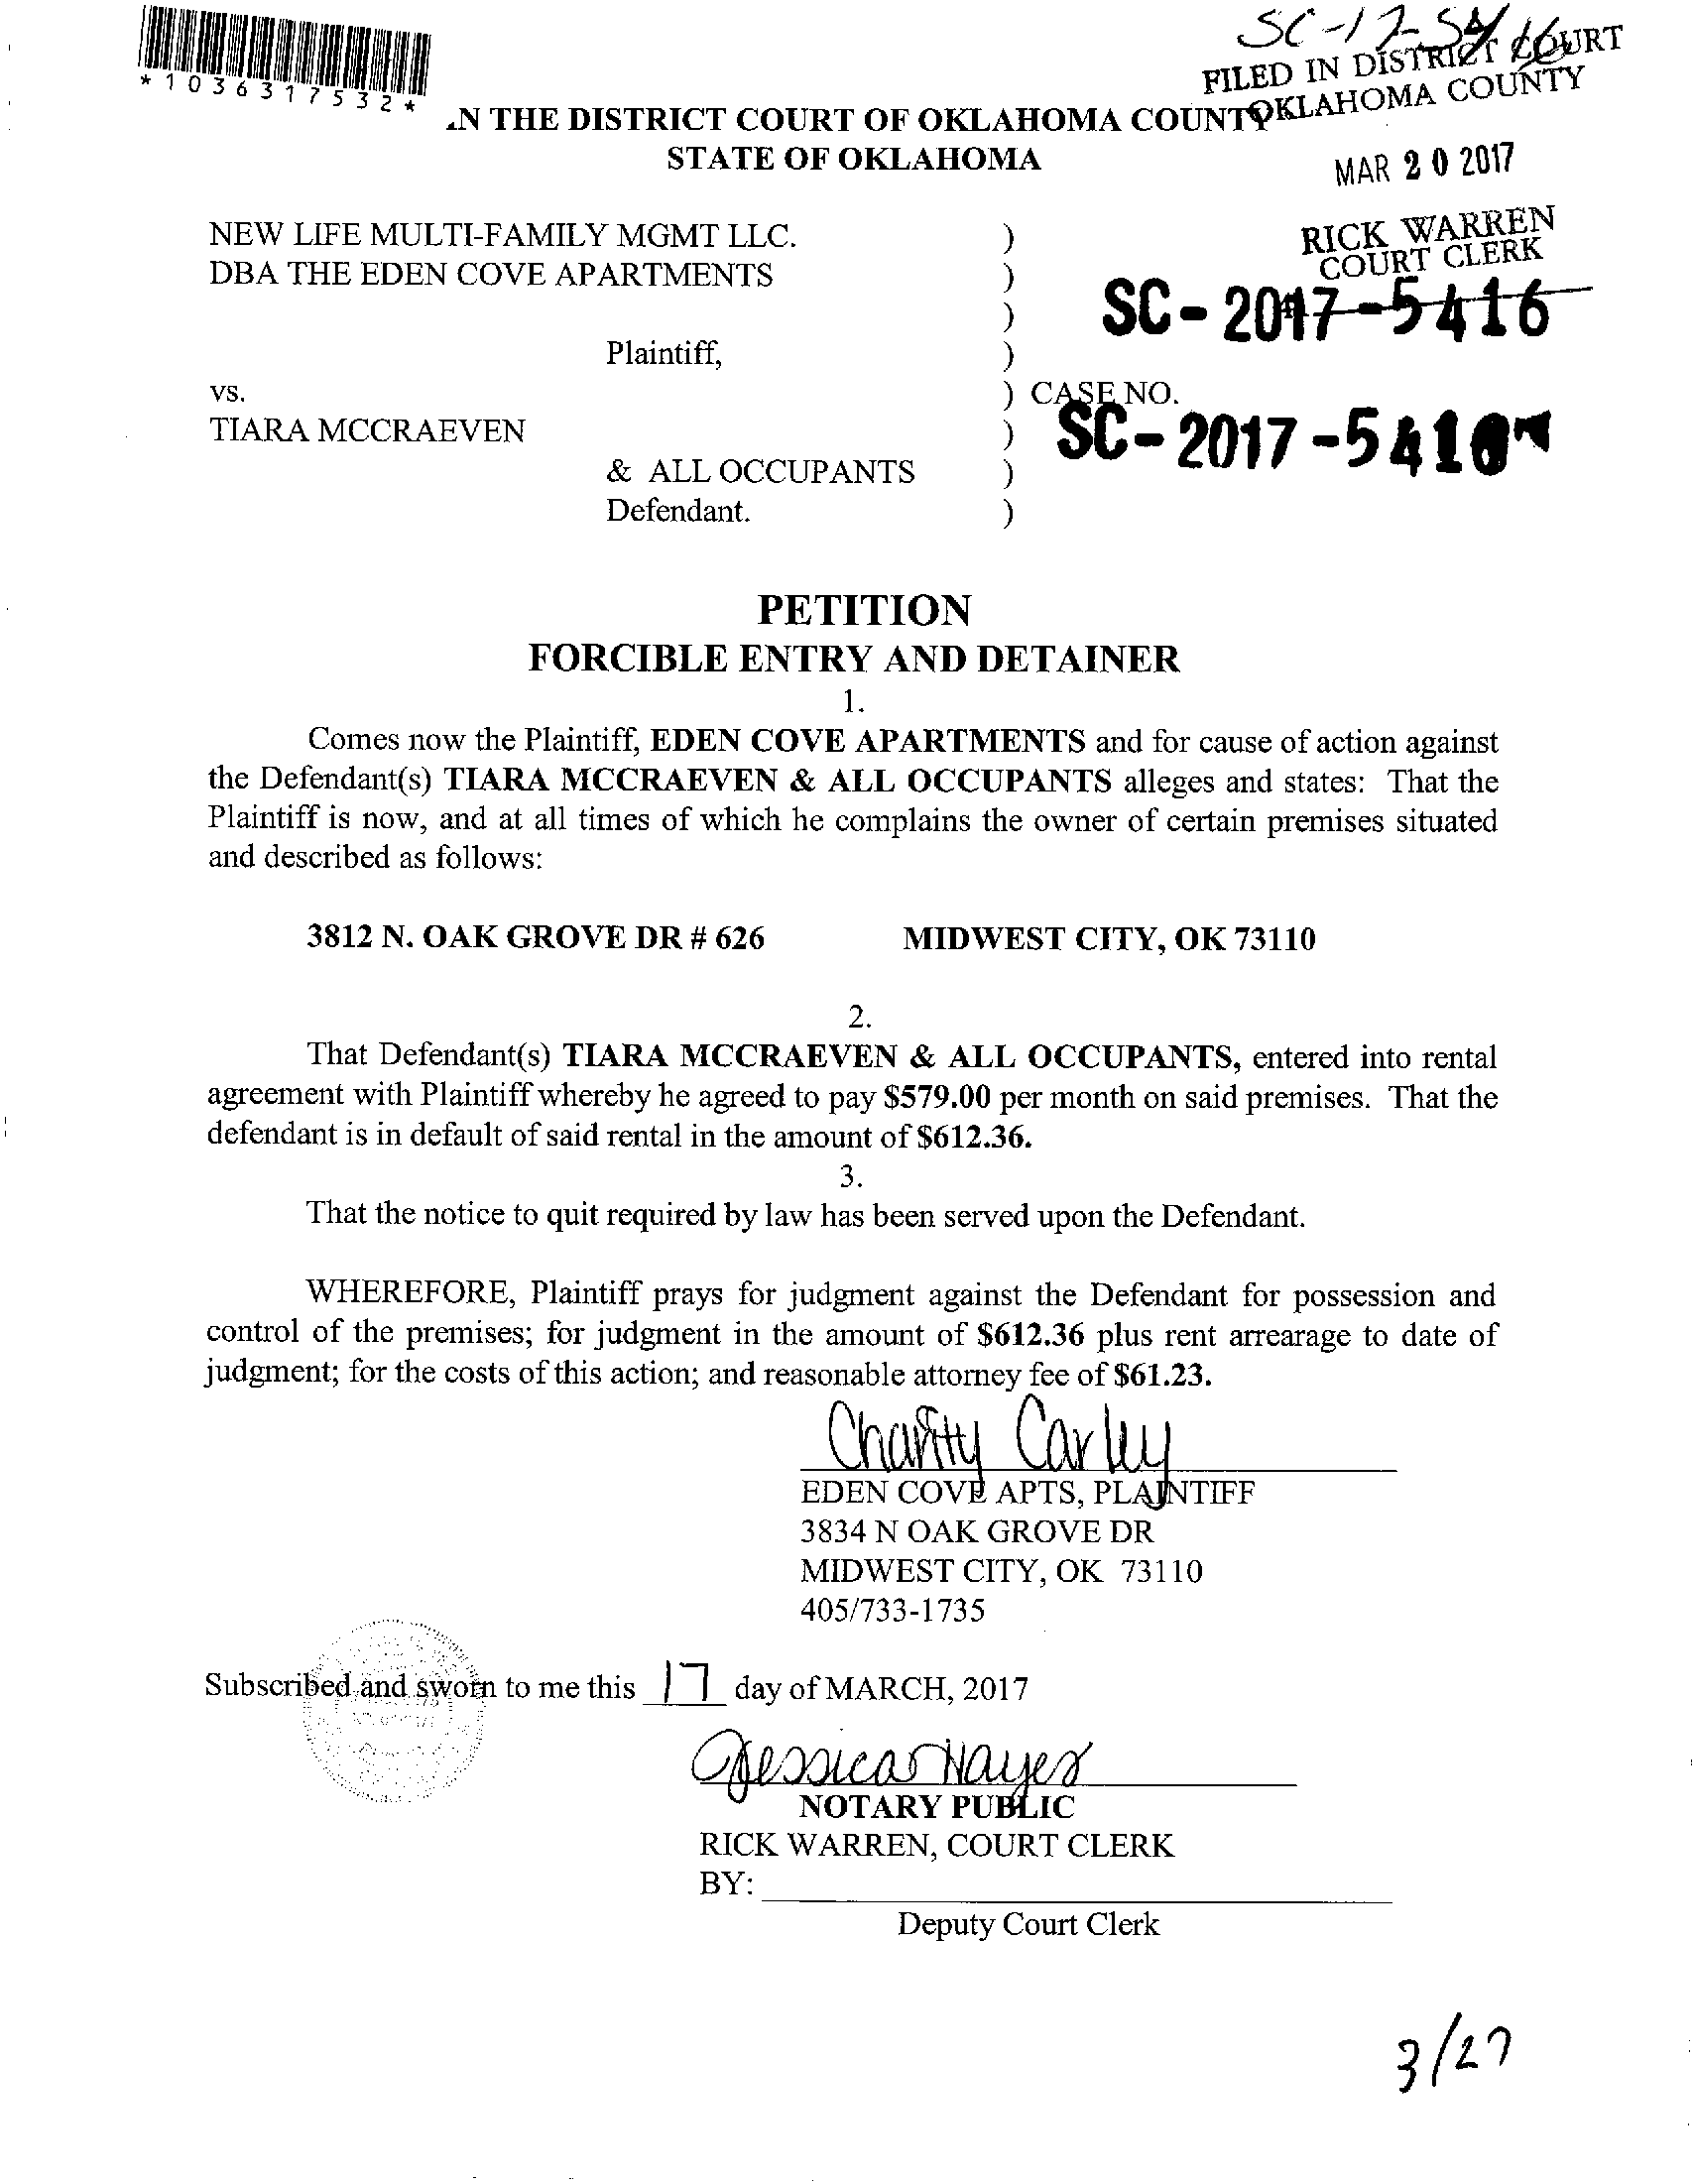 *1036317532*
SC-17-5416
FILED IN DISTRICT COURT
OKLAHOMA COUNTY
.N THE DISTRICT COURT OF OKLAHOMA COUNTY
STATE OF OKLAHOMA
MAR 20 2017
RICK WARREN
COURT CLERK
NEW LIFE MULTI-FAMILY MGMT LLC. )
DBA THE EDEN COVE APARTMENTS )
)
SC-2017-5416
Plaintiff, )
vs. ) CASE NO.
TIARA MCCRAEVEN )
SC-2017-541
& ALL OCCUPANTS )
Defendant. )
PETITION
FORCIBLE ENTRY AND DETAINER
1.
Comes now the Plaintiff, EDEN COVE APARTMENTS and for cause of action against
the Defendant(s) TIARA MCCRAEVEN & ALL OCCUPANTS alleges and states: That the
Plaintiff is now, and at all times of which he complains the owner of certain premises situated
and described as follows:
3812 N. OAK GROVE DR # 626 MIDWEST CITY, OK 73110
2.
That Defendant(s) TIARA MCCRAEVEN & ALL OCCUPANTS, entered into rental
agreement with Plaintiff whereby he agreed to pay $579.00 per month on said premises. That the
defendant is in default of said rental in the amount of $612.36.
3.
That the notice to quit required by law has been served upon the Defendant.
WHEREFORE, Plaintiff prays for judgment against the Defendant for possession and
control of the premises; for judgment in the amount of $612.36 plus rent arrearage to date of
judgment; for the costs of this action; and reasonable attorney fee of $61.23.
Charity Carley
EDEN COVE APTS, PLAINTIFF
3834 N OAK GROVE DR
MIDWEST CITY, OK 73110
405/733-1735
Subscribed and sworn to me this 17 day of MARCH, 2017
Jessica Hayes
NOTARY PUBLIC
RICK WARREN, COURT CLERK
BY:
Deputy Court Clerk
3/27